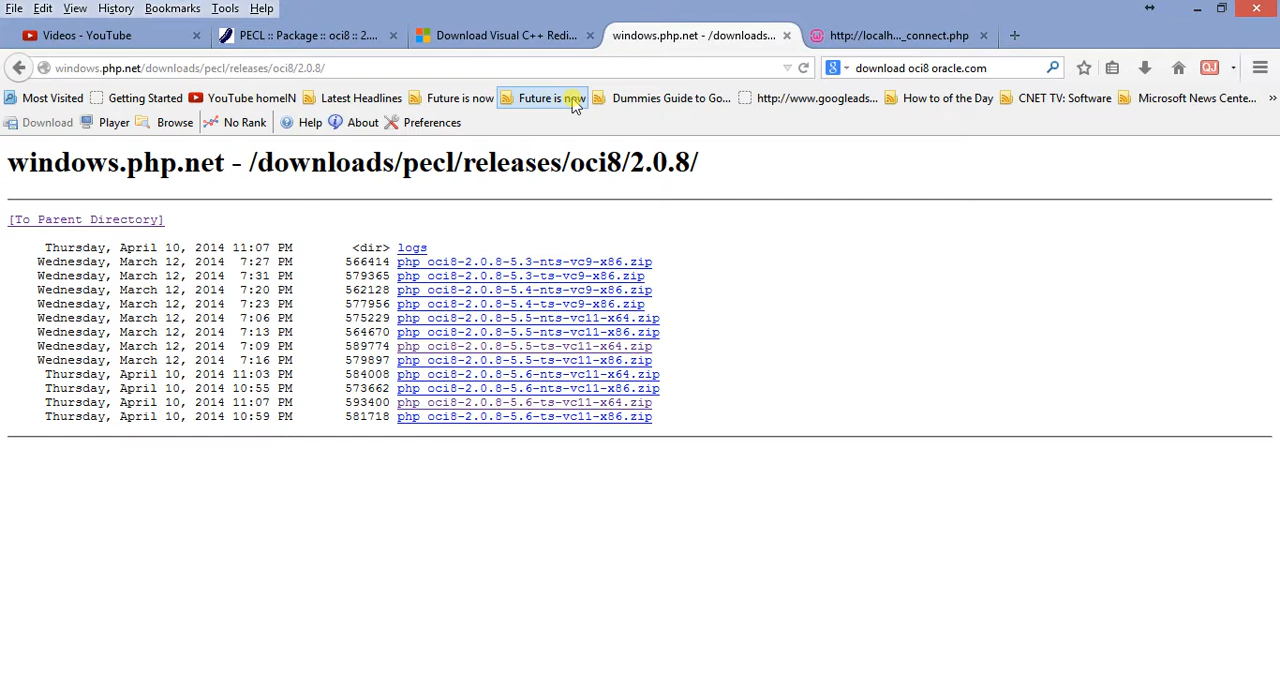 File Edit View History Bookmarks Tools Help
Videos - YouTube PECL :: Package :: oci8 :: 2.... Download Visual C++ Redi... windows.php.net - /downloads... http://localh..._connect.php
windows.php.net/downloads/pecl/releases/oci8/2.0.8/ download oci8 oracle.com
Most Visited Getting Started YouTube homeIN Latest Headlines Future is now Future is now Dummies Guide to Go... http://www.googleads... How to of the Day CNET TV: Software Microsoft News Cente... »
Download Player Browse No Rank Help About Preferences
windows.php.net - /downloads/pecl/releases/oci8/2.0.8/
[To Parent Directory]
Thursday, April 10, 2014 11:07 PM <dir> logs
Wednesday, March 12, 2014 7:27 PM 566414 php_oci8-2.0.8-5.3-nts-vc9-x86.zip
Wednesday, March 12, 2014 7:31 PM 579365 php_oci8-2.0.8-5.3-ts-vc9-x86.zip
Wednesday, March 12, 2014 7:20 PM 562128 php_oci8-2.0.8-5.4-nts-vc9-x86.zip
Wednesday, March 12, 2014 7:23 PM 577956 php_oci8-2.0.8-5.4-ts-vc9-x86.zip
Wednesday, March 12, 2014 7:06 PM 575229 php_oci8-2.0.8-5.5-nts-vc11-x64.zip
Wednesday, March 12, 2014 7:13 PM 564670 php_oci8-2.0.8-5.5-nts-vc11-x86.zip
Wednesday, March 12, 2014 7:09 PM 589774 php_oci8-2.0.8-5.5-ts-vc11-x64.zip
Wednesday, March 12, 2014 7:16 PM 579897 php_oci8-2.0.8-5.5-ts-vc11-x86.zip
Thursday, April 10, 2014 11:03 PM 584008 php_oci8-2.0.8-5.6-nts-vc11-x64.zip
Thursday, April 10, 2014 10:55 PM 573662 php_oci8-2.0.8-5.6-nts-vc11-x86.zip
Thursday, April 10, 2014 11:07 PM 593400 php_oci8-2.0.8-5.6-ts-vc11-x64.zip
Thursday, April 10, 2014 10:59 PM 581718 php_oci8-2.0.8-5.6-ts-vc11-x86.zip